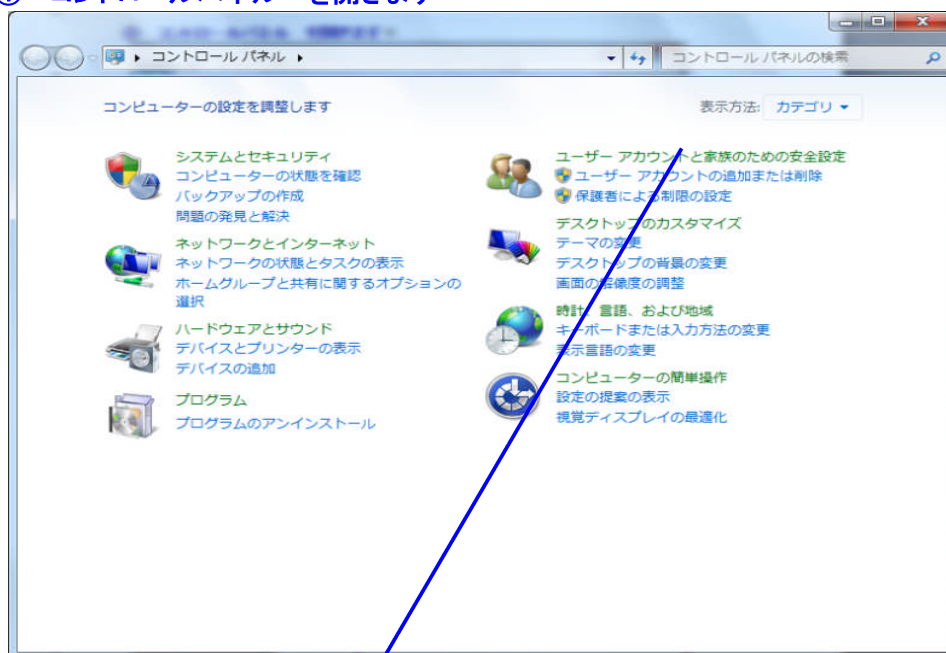 コントロールパネル を開きます
コントロール パネル
コントロール パネルの検索
コンピューターの設定を調整します
表示方法: カテゴリ
システムとセキュリティ
コンピューターの状態を確認
バックアップの作成
問題の発見と解決
ネットワークとインターネット
ネットワークの状態とタスクの表示
ホームグループと共有に関するオプションの
選択
ハードウェアとサウンド
デバイスとプリンターの表示
デバイスの追加
プログラム
プログラムのアンインストール
ユーザー アカウントと家族のための安全設定
ユーザー アカウントの追加または削除
保護者による制限の設定
デスクトップのカスタマイズ
テーマの変更
デスクトップの背景の変更
画面の解像度の調整
時計、言語、および地域
キーボードまたは入力方法の変更
表示言語の変更
コンピューターの簡単操作
設定の提案の表示
視覚ディスプレイの最適化